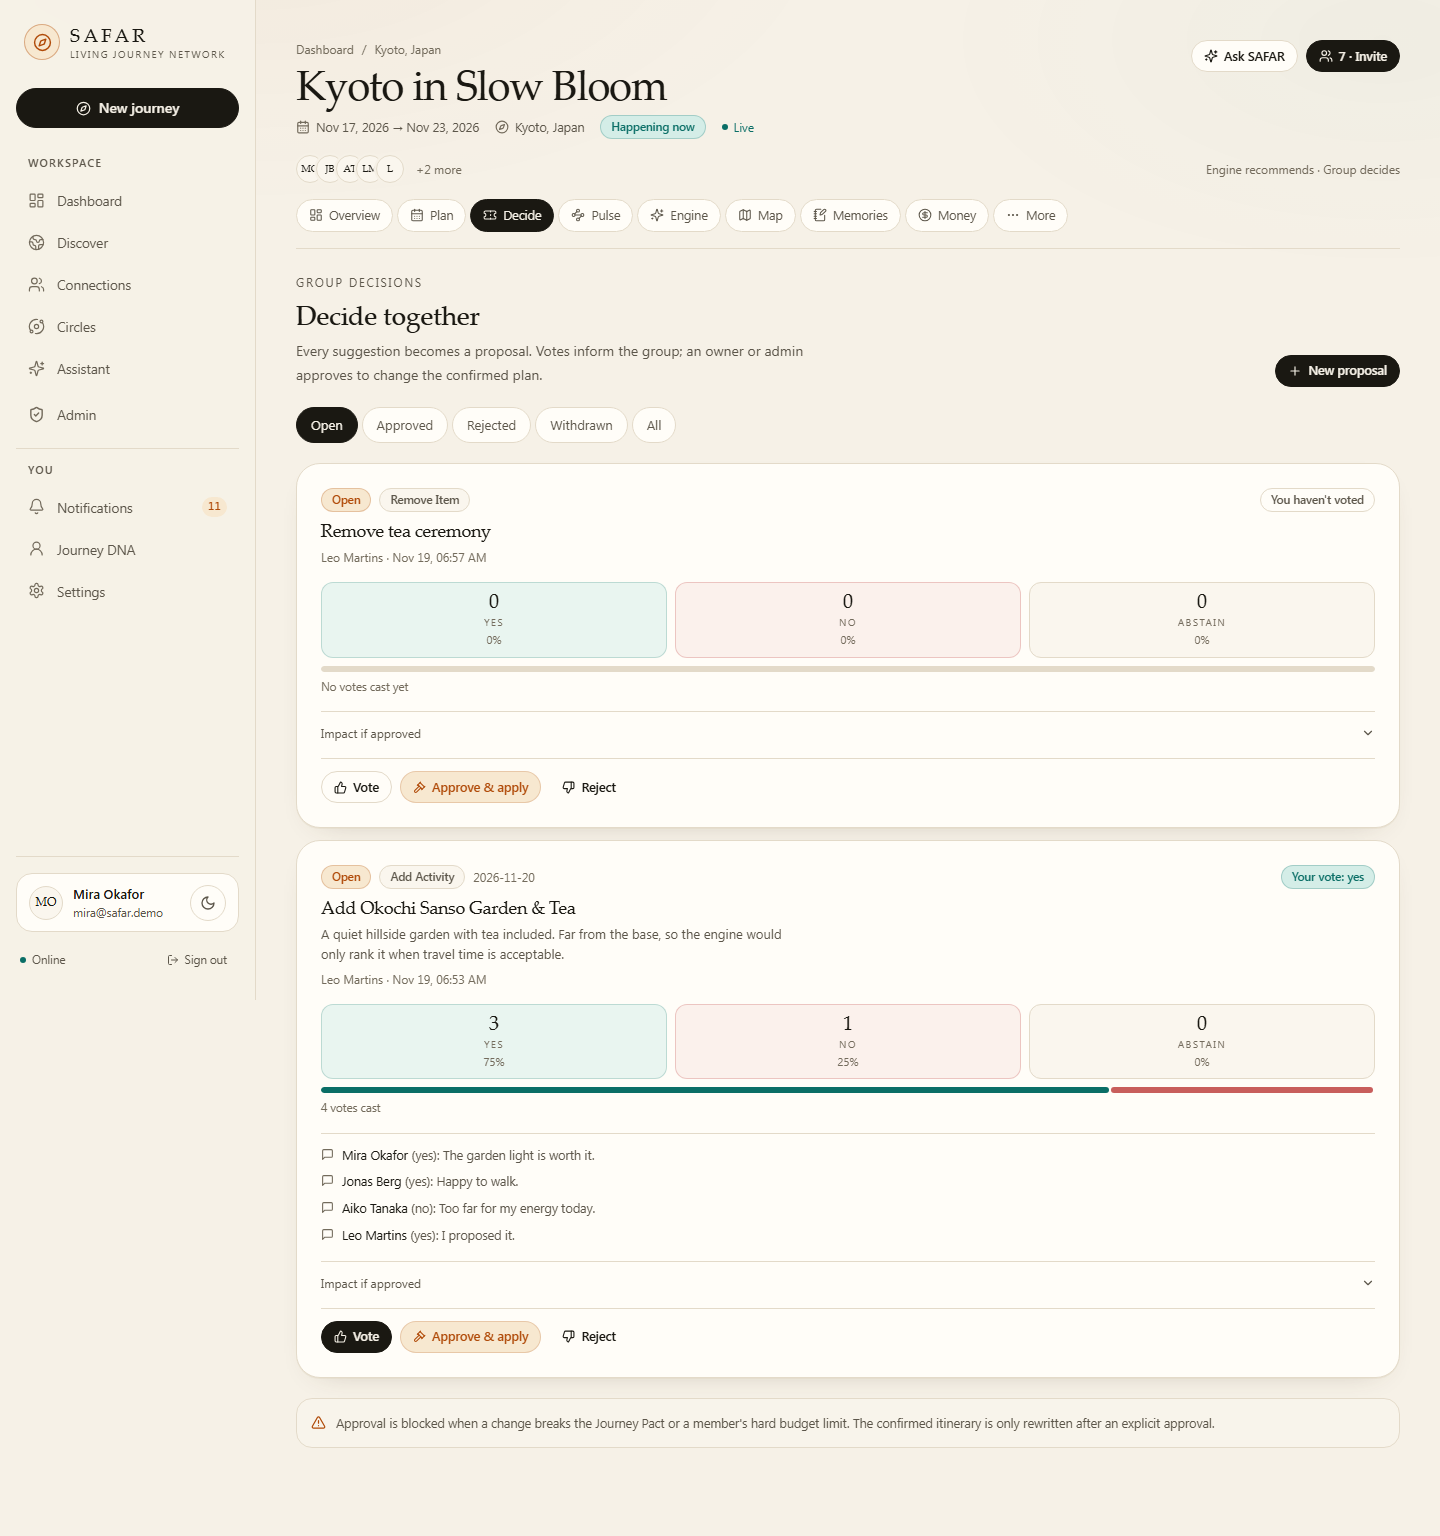 SAFAR
LIVING JOURNEY NETWORK
New journey
WORKSPACE
Dashboard
Discover
Connections
Circles
Assistant
Admin
YOU
Notifications 11
Journey DNA
Settings
MO
Mira Okafor
mira@safar.demo
Online
Sign out
Dashboard / Kyoto, Japan
Ask SAFAR
7 · Invite
Kyoto in Slow Bloom
Nov 17, 2026 → Nov 23, 2026 Kyoto, Japan Happening now Live
JB L +2 more
Engine recommends · Group decides
Overview Plan Decide Pulse Engine Map Memories Money More
GROUP DECISIONS
Decide together
Every suggestion becomes a proposal. Votes inform the group; an owner or admin
approves to change the confirmed plan.
New proposal
Open Approved Rejected Withdrawn All
Open Remove Item You haven't voted
Remove tea ceremony
Leo Martins · Nov 19, 06:57 AM
0 0 0
YES NO ABSTAIN
0% 0% 0%
No votes cast yet
Impact if approved
Vote Approve & apply Reject
Open Add Activity 2026-11-20 Your vote: yes
Add Okochi Sanso Garden & Tea
A quiet hillside garden with tea included. Far from the base, so the engine would
only rank it when travel time is acceptable.
Leo Martins · Nov 19, 06:53 AM
3 1 0
YES NO ABSTAIN
75% 25% 0%
4 votes cast
Mira Okafor (yes): The garden light is worth it.
Jonas Berg (yes): Happy to walk.
Aiko Tanaka (no): Too far for my energy today.
Leo Martins (yes): I proposed it.
Impact if approved
Vote Approve & apply Reject
Approval is blocked when a change breaks the Journey Pact or a member's hard budget limit. The confirmed itinerary is only rewritten after an explicit approval.